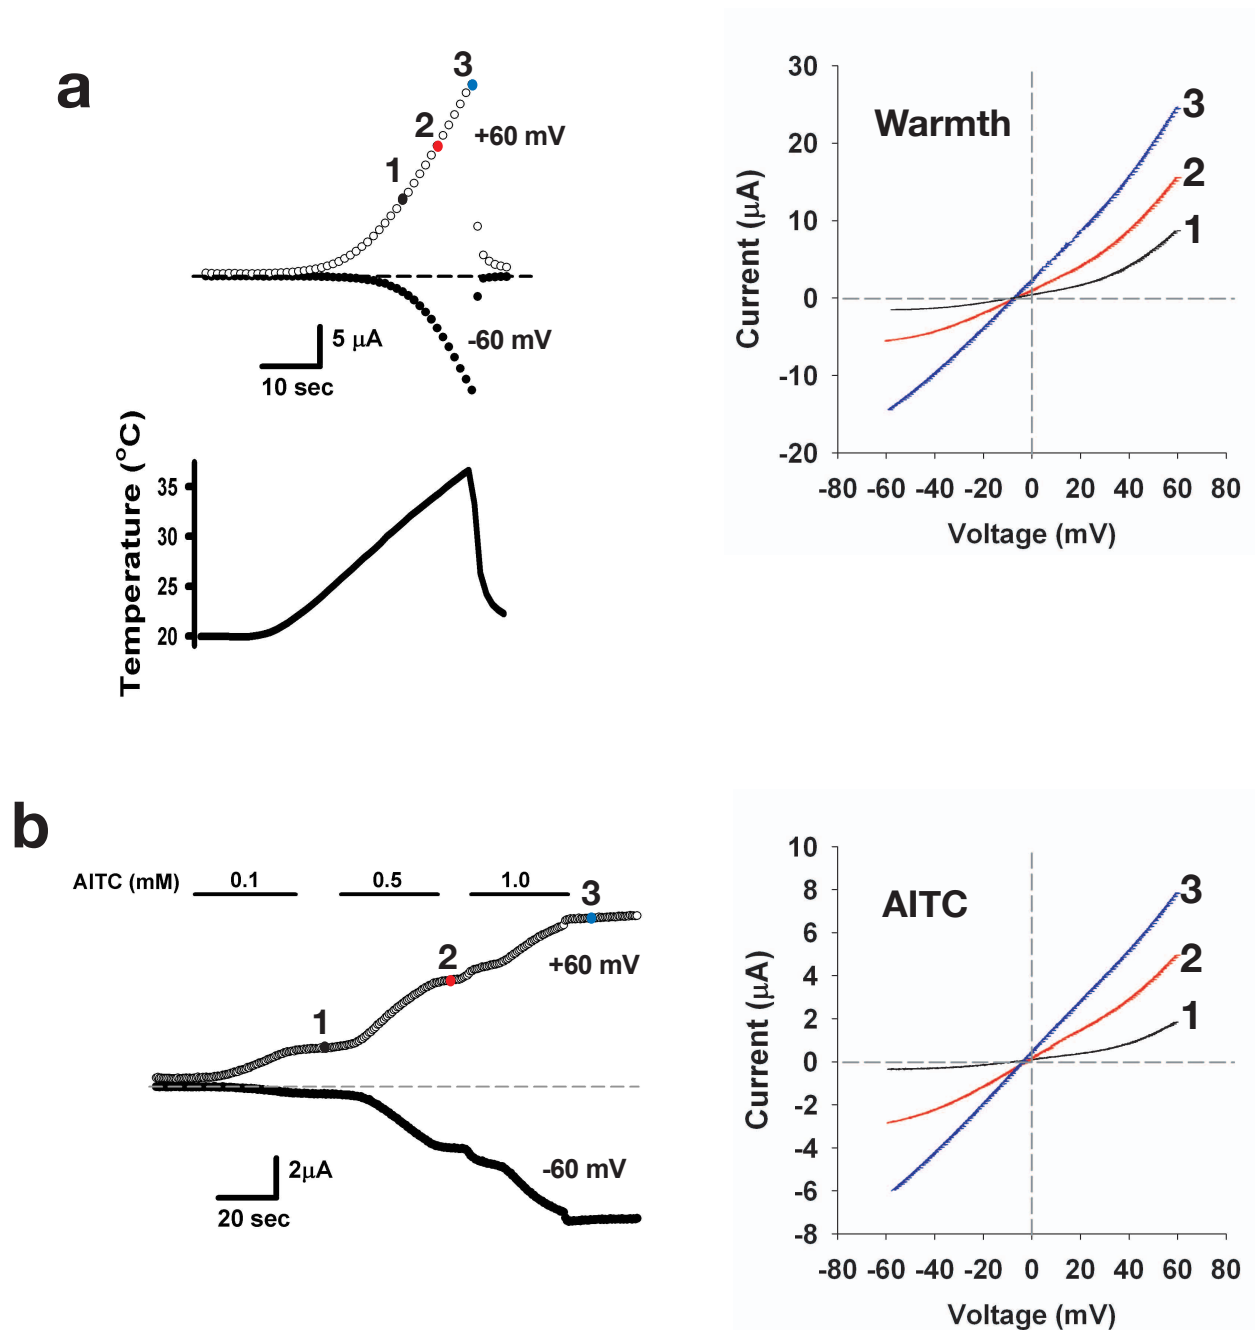 a
3
2
1
+60 mV
-60 mV
5 µA
10 sec
Temperature (°C)
35
30
25
20
Warmth
3
2
1
Current (µA)
30
20
10
0
-10
-20
-80 -60 -40 -20 0 20 40 60 80
Voltage (mV)
b
AITC (mM)
0.1
0.5
1.0
3
2
1
+60 mV
-60 mV
2µA
20 sec
AITC
3
2
1
Current (µA)
10
8
6
4
2
0
-2
-4
-6
-8
-80 -60 -40 -20 0 20 40 60 80
Voltage (mV)